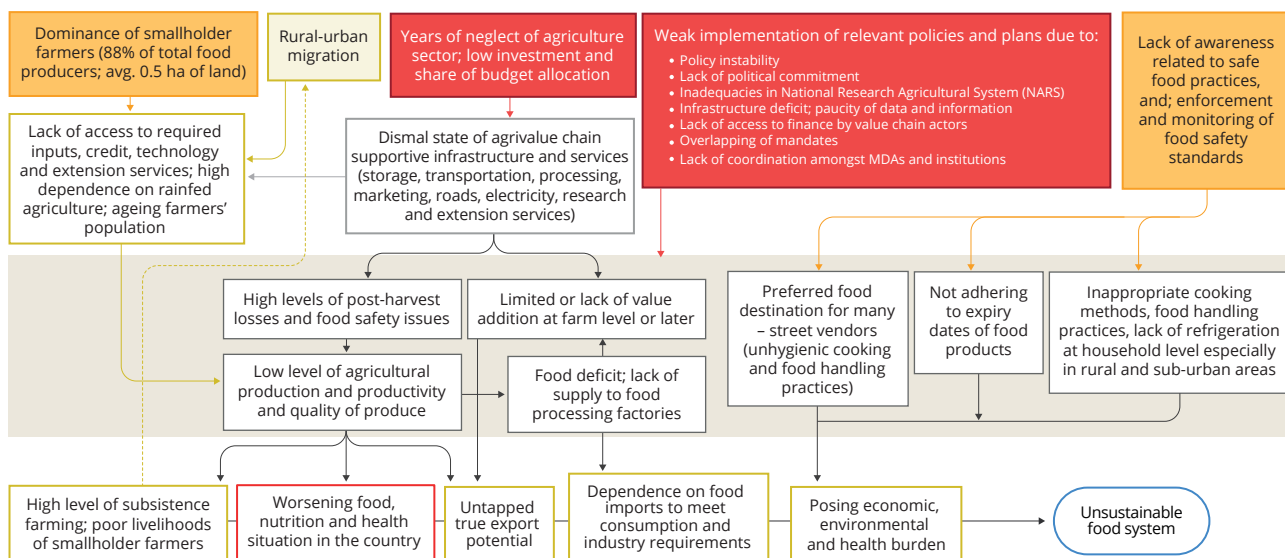 Dominance of smallholder
farmers (88% of total food
producers; avg. 0.5 ha of land)
Rural-urban
migration
Years of neglect of agriculture
sector; low investment and
share of budget allocation
Weak implementation of relevant policies and plans due to:
• Policy instability
• Lack of political commitment
• Inadequacies in National Research Agricultural System (NARS)
• Infrastructure deficit; paucity of data and information
• Lack of access to finance by value chain actors
• Overlapping of mandates
• Lack of coordination amongst MDAs and institutions
Lack of awareness
related to safe
food practices,
and; enforcement
and monitoring of
food safety
standards
Lack of access to required
inputs, credit, technology
and extension services; high
dependence on rainfed
agriculture; ageing farmers’
population
Dismal state of agrivalue chain
supportive infrastructure and services
(storage, transportation, processing,
marketing, roads, electricity, research
and extension services)
High levels of post-harvest
losses and food safety issues
Limited or lack of value
addition at farm level or later
Preferred food
destination for many
– street vendors
(unhygienic cooking
and food handling
practices)
Not adhering
to expiry
dates of food
products
Inappropriate cooking
methods, food handling
practices, lack of refrigeration
at household level especially
in rural and sub-urban areas
Low level of agricultural
production and productivity
and quality of produce
Food deficit; lack of
supply to food
processing factories
High level of subsistence
farming; poor livelihoods
of smallholder farmers
Worsening food,
nutrition and health
situation in the country
Untapped
true export
potential
Dependence on food
imports to meet
consumption and
industry requirements
Posing economic,
environmental
and health burden
Unsustainable
food system